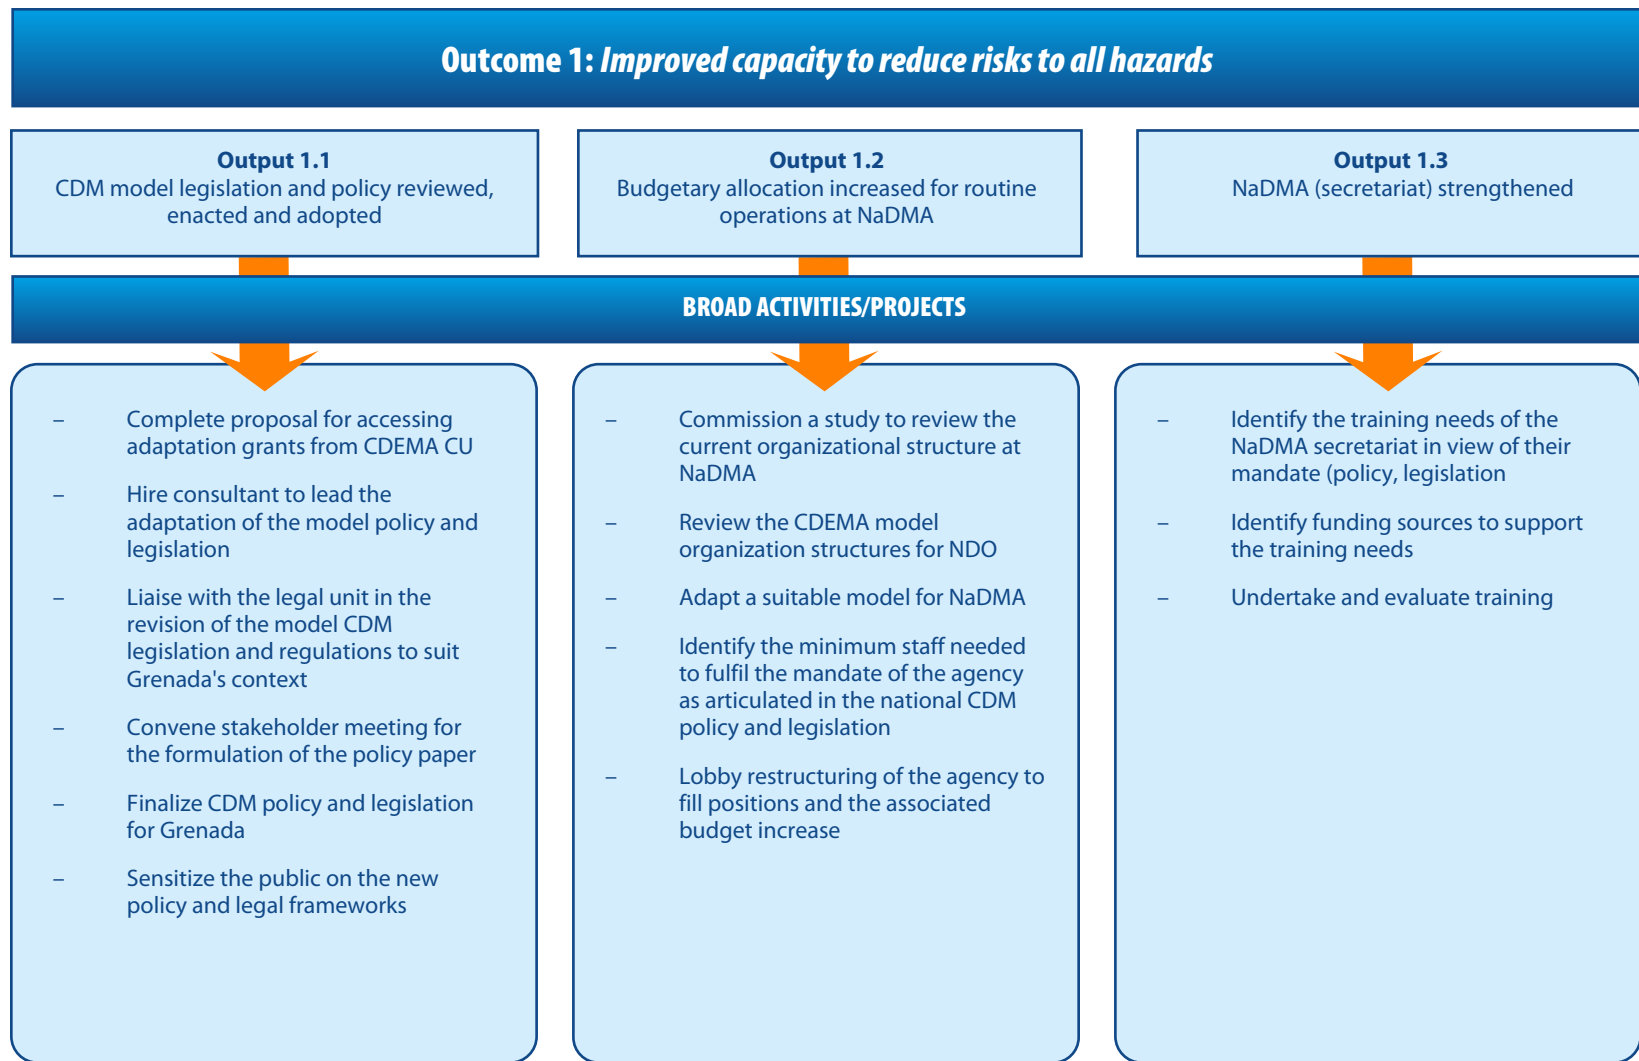 Outcome 1: Improved capacity to reduce risks to all hazards
Output 1.1
CDM model legislation and policy reviewed,
enacted and adopted
Output 1.2
Budgetary allocation increased for routine
operations at NaDMA
Output 1.3
NaDMA (secretariat) strengthened
BROAD ACTIVITIES/PROJECTS
– Complete proposal for accessing
adaptation grants from CDEMA CU
– Hire consultant to lead the
adaptation of the model policy and
legislation
– Liaise with the legal unit in the
revision of the model CDM
legislation and regulations to suit
Grenada's context
– Convene stakeholder meeting for
the formulation of the policy paper
– Finalize CDM policy and legislation
for Grenada
– Sensitize the public on the new
policy and legal frameworks
– Commission a study to review the
current organizational structure at
NaDMA
– Review the CDEMA model
organization structures for NDO
– Adapt a suitable model for NaDMA
– Identify the minimum staff needed
to fulfil the mandate of the agency
as articulated in the national CDM
policy and legislation
– Lobby restructuring of the agency to
fill positions and the associated
budget increase
– Identify the training needs of the
NaDMA secretariat in view of their
mandate (policy, legislation
– Identify funding sources to support
the training needs
– Undertake and evaluate training